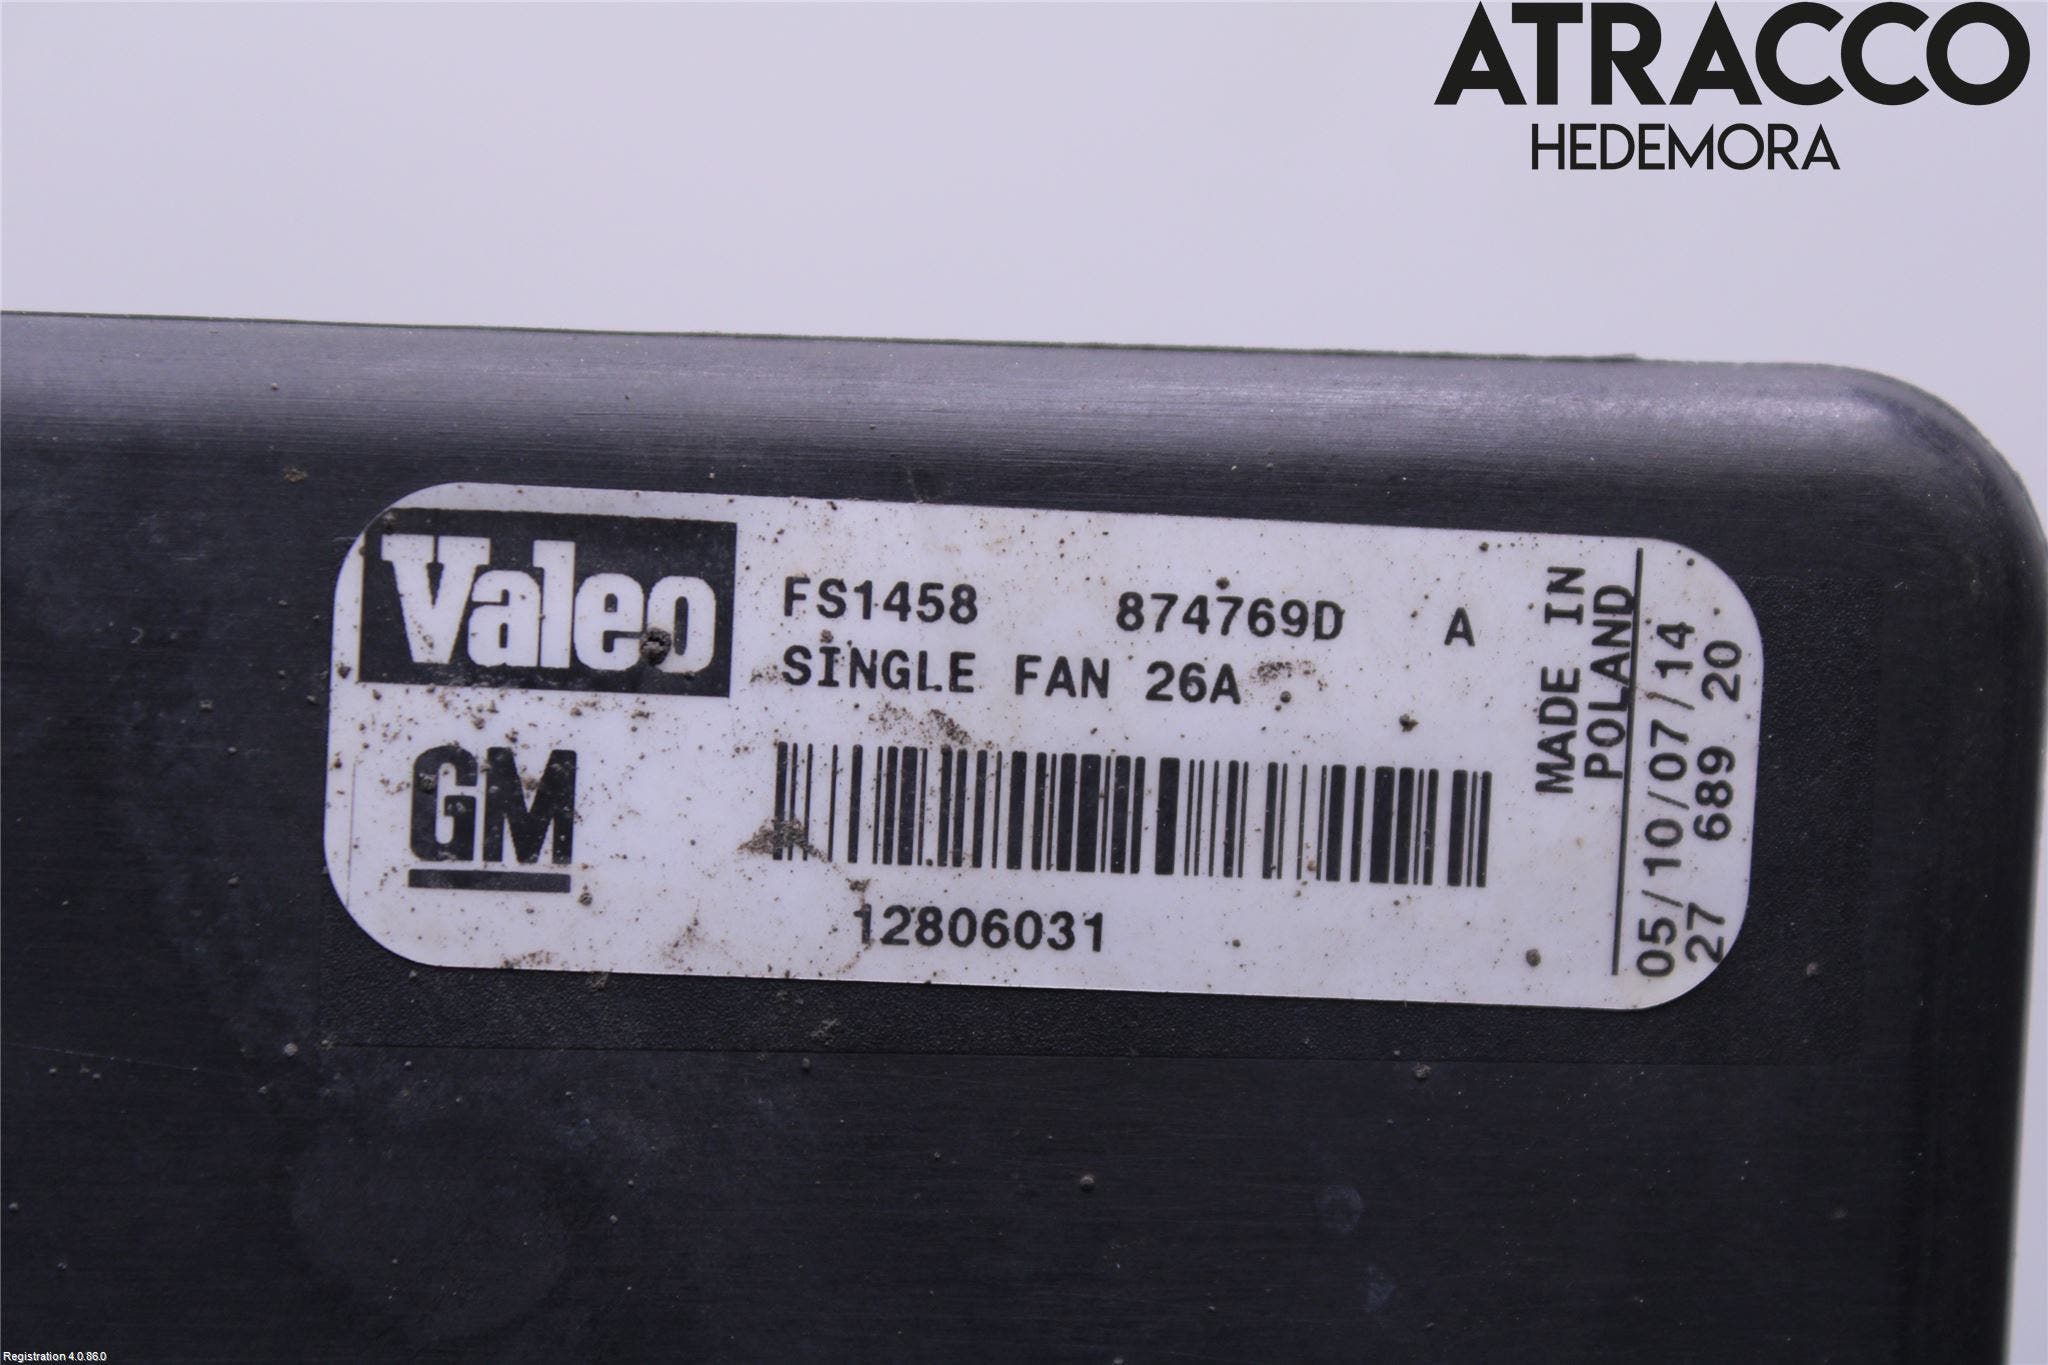 ATRACCO
HEDEMORA
Valeo
FS1458 874769D A
SINGLE FAN 26A
GM
12806031
MADE IN
POLAND
05/10/07/14
27 689 20
Registration 4.0.86.0